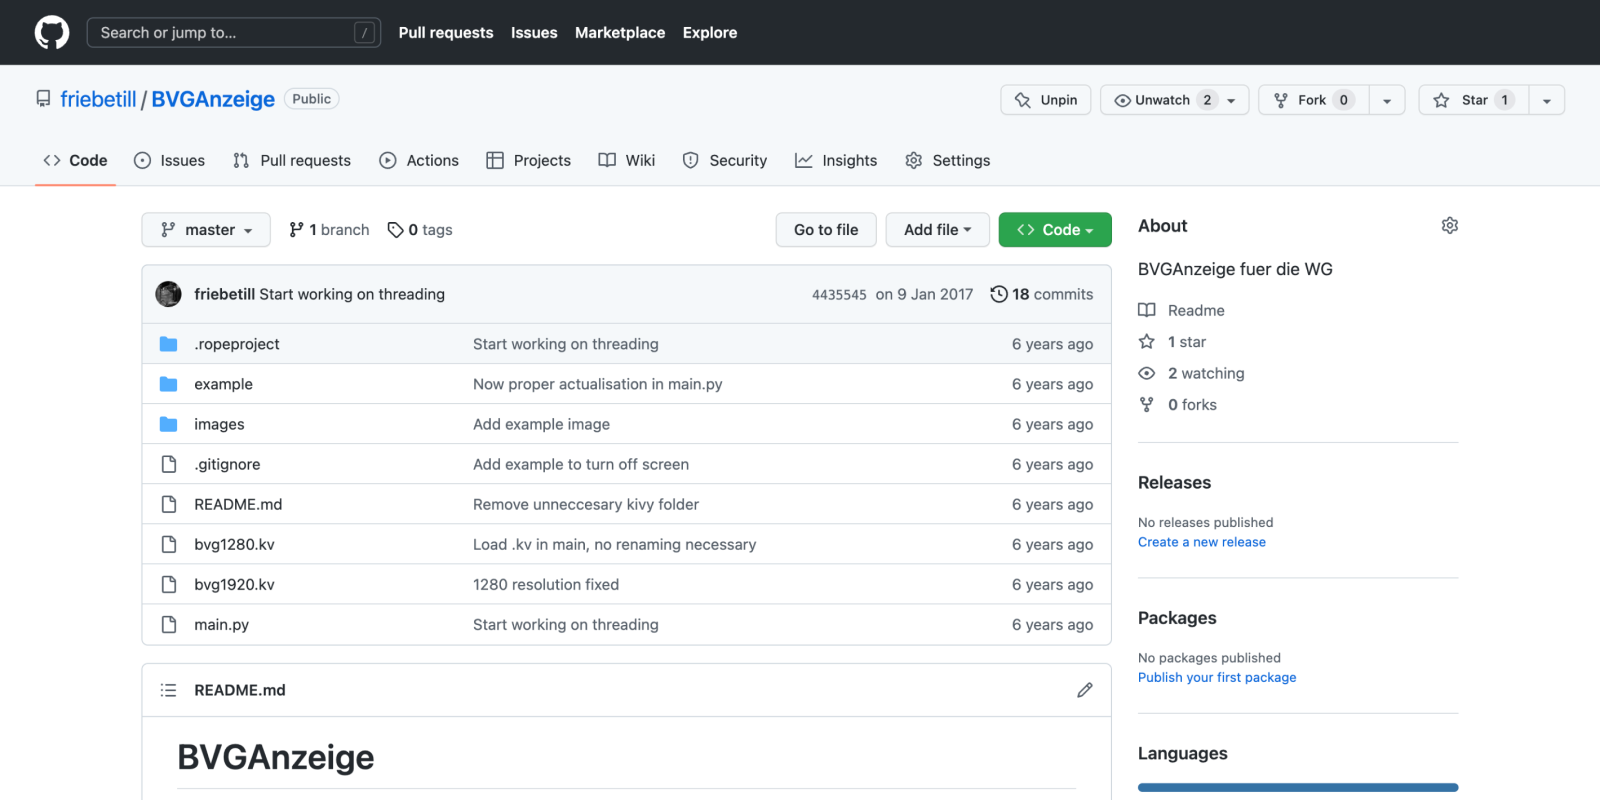 Search or jump to... / Pull requests Issues Marketplace Explore
friebetill / BVGAnzeige Public Unpin Unwatch 2 Fork 0 Star 1
Code Issues Pull requests Actions Projects Wiki Security Insights Settings
master 1 branch 0 tags Go to file Add file Code
friebetill Start working on threading 4435545 on 9 Jan 2017 18 commits
.ropeproject Start working on threading 6 years ago
example Now proper actualisation in main.py 6 years ago
images Add example image 6 years ago
.gitignore Add example to turn off screen 6 years ago
README.md Remove unneccesary kivy folder 6 years ago
bvg1280.kv Load .kv in main, no renaming necessary 6 years ago
bvg1920.kv 1280 resolution fixed 6 years ago
main.py Start working on threading 6 years ago
README.md
BVGAnzeige
About
BVGAnzeige fuer die WG
Readme
1 star
2 watching
0 forks
Releases
No releases published
Create a new release
Packages
No packages published
Publish your first package
Languages